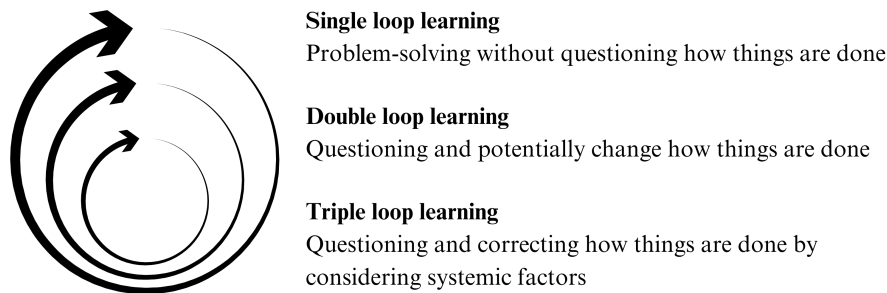 Single loop learning
Problem-solving without questioning how things are done
Double loop learning
Questioning and potentially change how things are done
Triple loop learning
Questioning and correcting how things are done by
considering systemic factors